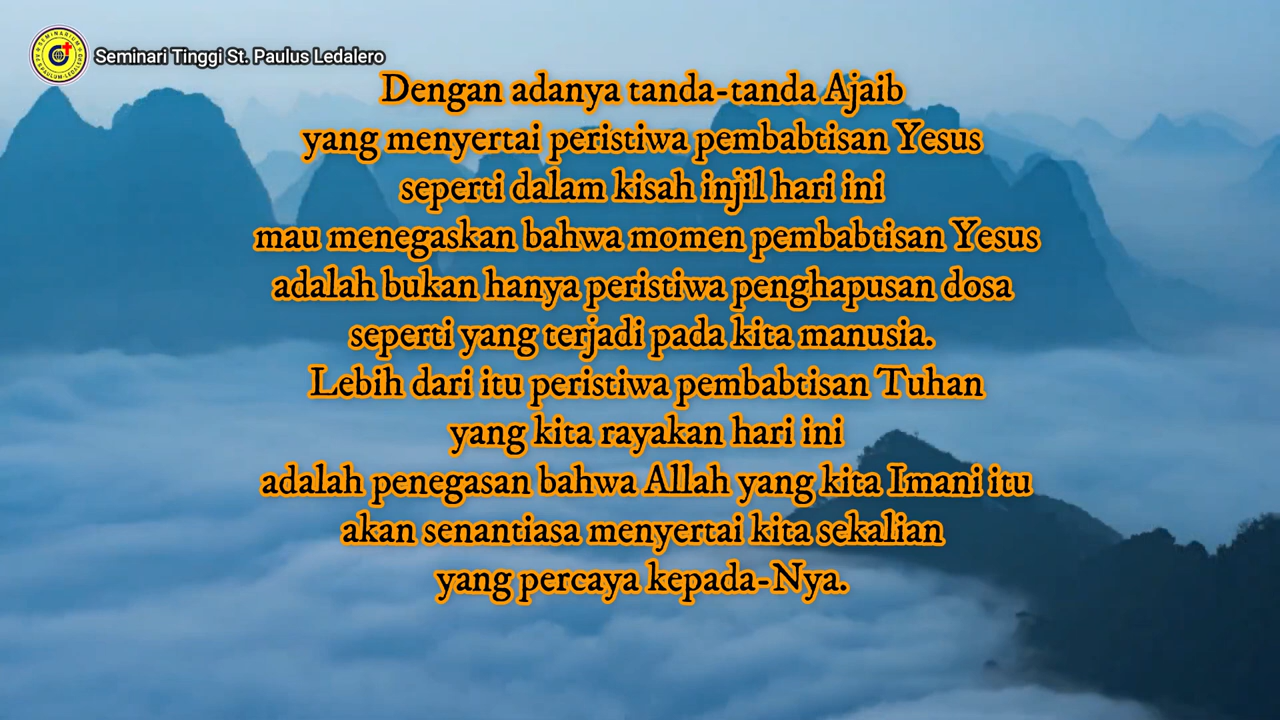 Seminari Tinggi St. Paulus Ledalero
Dengan adanya tanda-tanda Ajaib
yang menyertai peristiwa pembabtisan Yesus
seperti dalam kisah injil hari ini
mau menegaskan bahwa momen pembabtisan Yesus
adalah bukan hanya peristiwa penghapusan dosa
seperti yang terjadi pada kita manusia.
Lebih dari itu peristiwa pembabtisan Tuhan
yang kita rayakan hari ini
adalah penegasan bahwa Allah yang kita Imani itu
akan senantiasa menyertai kita sekalian
yang percaya kepada-Nya.